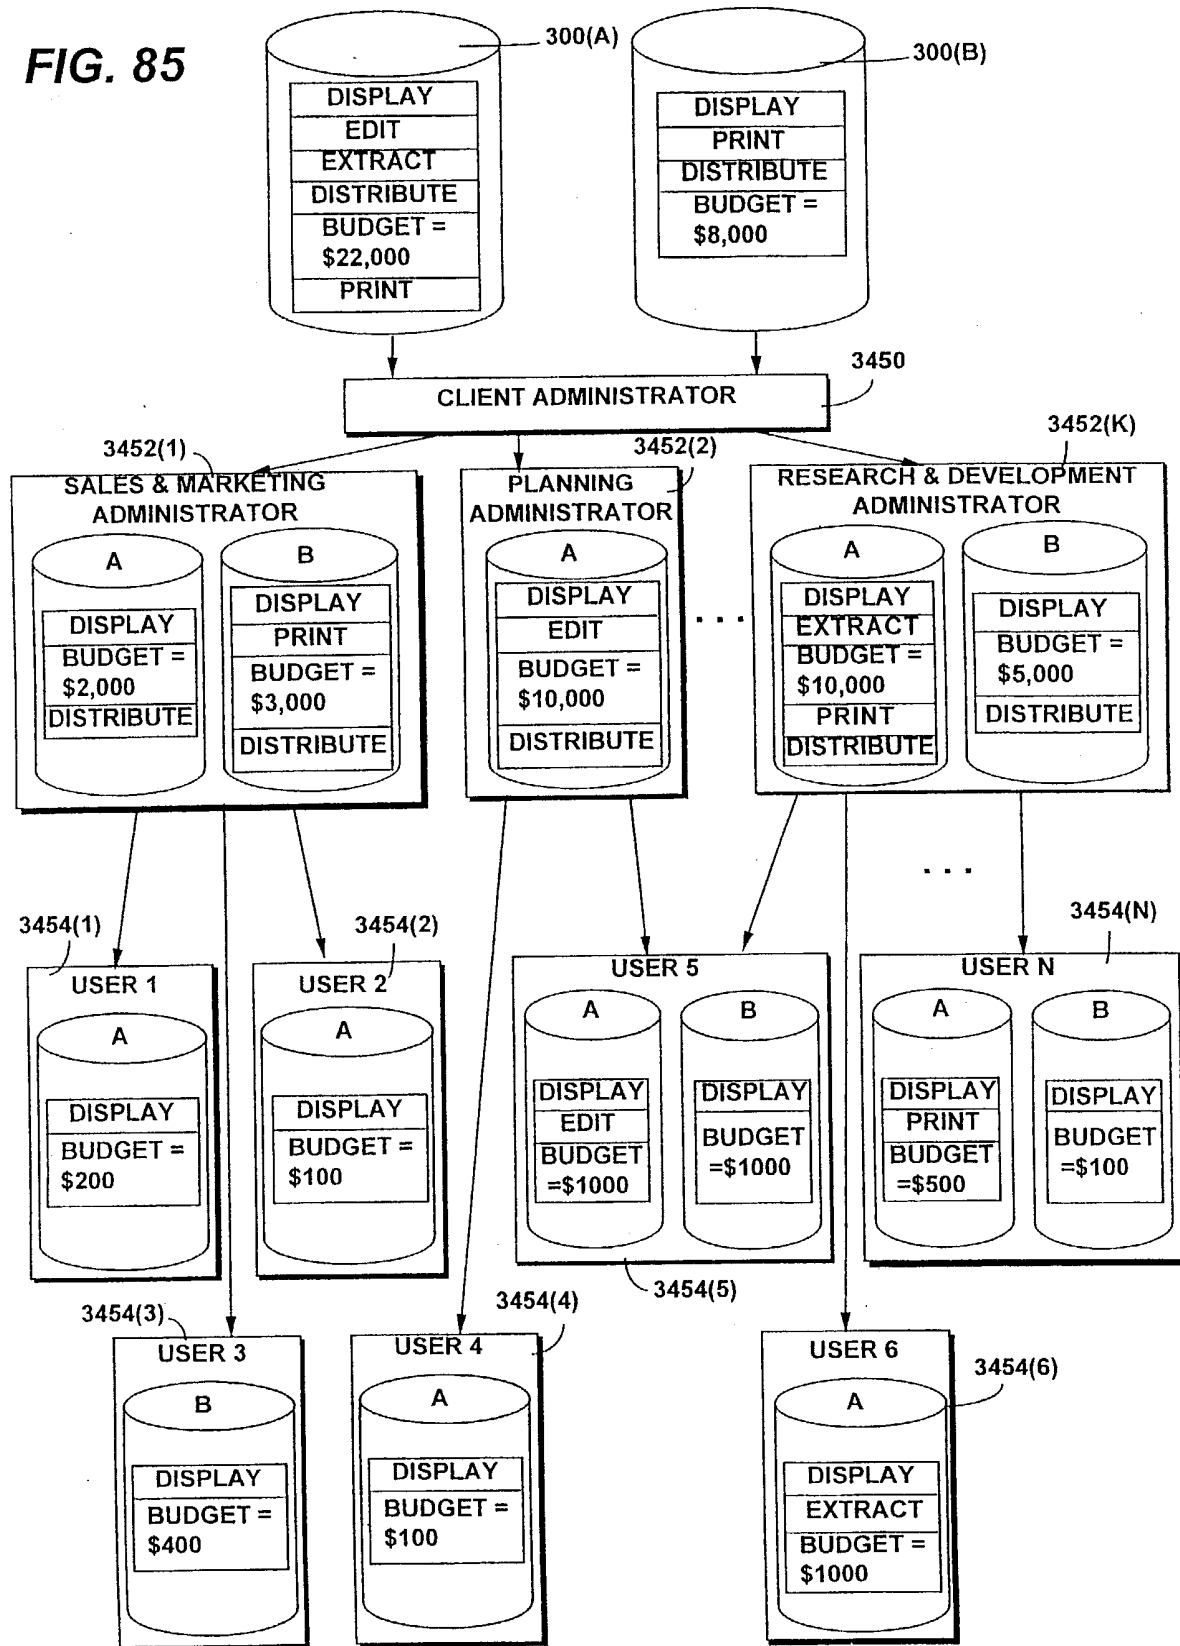 FIG. 85
300(A)
DISPLAY
EDIT
EXTRACT
DISTRIBUTE
BUDGET =
$22,000
PRINT
300(B)
DISPLAY
PRINT
DISTRIBUTE
BUDGET =
$8,000
3450
CLIENT ADMINISTRATOR
3452(1)
SALES & MARKETING
ADMINISTRATOR
A
DISPLAY
BUDGET =
$2,000
DISTRIBUTE
B
DISPLAY
PRINT
BUDGET =
$3,000
DISTRIBUTE
3452(2)
PLANNING
ADMINISTRATOR
A
DISPLAY
EDIT
BUDGET =
$10,000
DISTRIBUTE
. . .
3452(K)
RESEARCH & DEVELOPMENT
ADMINISTRATOR
A
DISPLAY
EXTRACT
BUDGET =
$10,000
PRINT
DISTRIBUTE
B
DISPLAY
BUDGET =
$5,000
DISTRIBUTE
. . .
3454(1)
USER 1
A
DISPLAY
BUDGET =
$200
3454(2)
USER 2
A
DISPLAY
BUDGET =
$100
USER 5
A
DISPLAY
EDIT
BUDGET
=$1000
B
DISPLAY
BUDGET
=$1000
3454(5)
3454(N)
USER N
A
DISPLAY
PRINT
BUDGET
=$500
B
DISPLAY
BUDGET
=$100
3454(3)
USER 3
B
DISPLAY
BUDGET =
$400
3454(4)
USER 4
A
DISPLAY
BUDGET =
$100
USER 6
3454(6)
A
DISPLAY
EXTRACT
BUDGET =
$1000